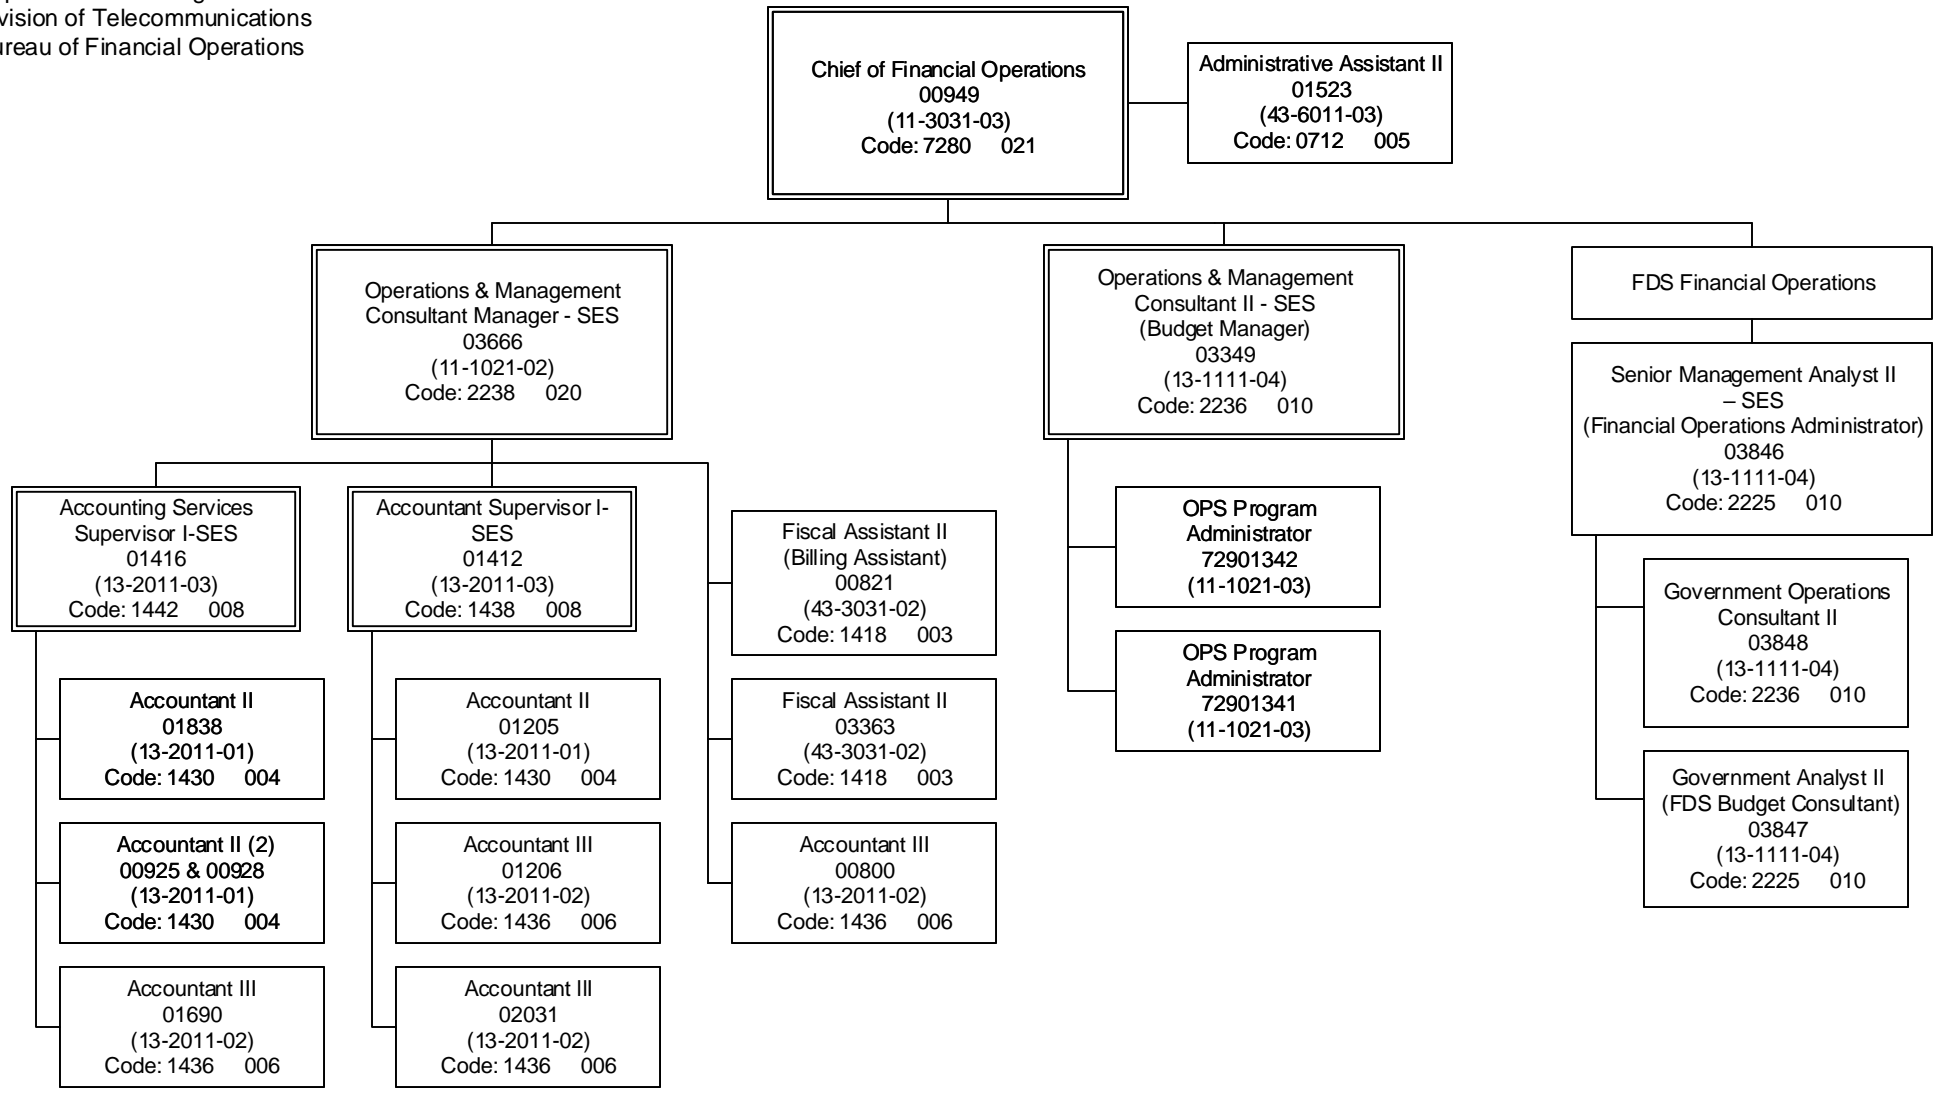 of Telecommunications
of Financial Operations
Chief of Financial Operations
00949
(11-3031-03)
Code: 7280 021
Administrative Assistant II
01523
(43-6011-03)
Code: 0712 005
Operations & Management
Consultant Manager - SES
03666
(11-1021-02)
Code: 2238 020
Operations & Management
Consultant II - SES
(Budget Manager)
03349
(13-1111-04)
Code: 2236 010
FDS Financial Operations
Senior Management Analyst II
– SES
(Financial Operations Administrator)
03846
(13-1111-04)
Code: 2225 010
Accounting Services
Supervisor I-SES
01416
(13-2011-03)
Code: 1442 008
Accountant Supervisor I-
SES
01412
(13-2011-03)
Code: 1438 008
Fiscal Assistant II
(Billing Assistant)
00821
(43-3031-02)
Code: 1418 003
OPS Program
Administrator
72901342
(11-1021-03)
OPS Program
Administrator
72901341
(11-1021-03)
Government Operations
Consultant II
03848
(13-1111-04)
Code: 2236 010
Government Analyst II
(FDS Budget Consultant)
03847
(13-1111-04)
Code: 2225 010
Accountant II
01838
(13-2011-01)
Code: 1430 004
Accountant II
01205
(13-2011-01)
Code: 1430 004
Fiscal Assistant II
03363
(43-3031-02)
Code: 1418 003
Accountant II (2)
00925 & 00928
(13-2011-01)
Code: 1430 004
Accountant III
01206
(13-2011-02)
Code: 1436 006
Accountant III
00800
(13-2011-02)
Code: 1436 006
Accountant III
01690
(13-2011-02)
Code: 1436 006
Accountant III
02031
(13-2011-02)
Code: 1436 006